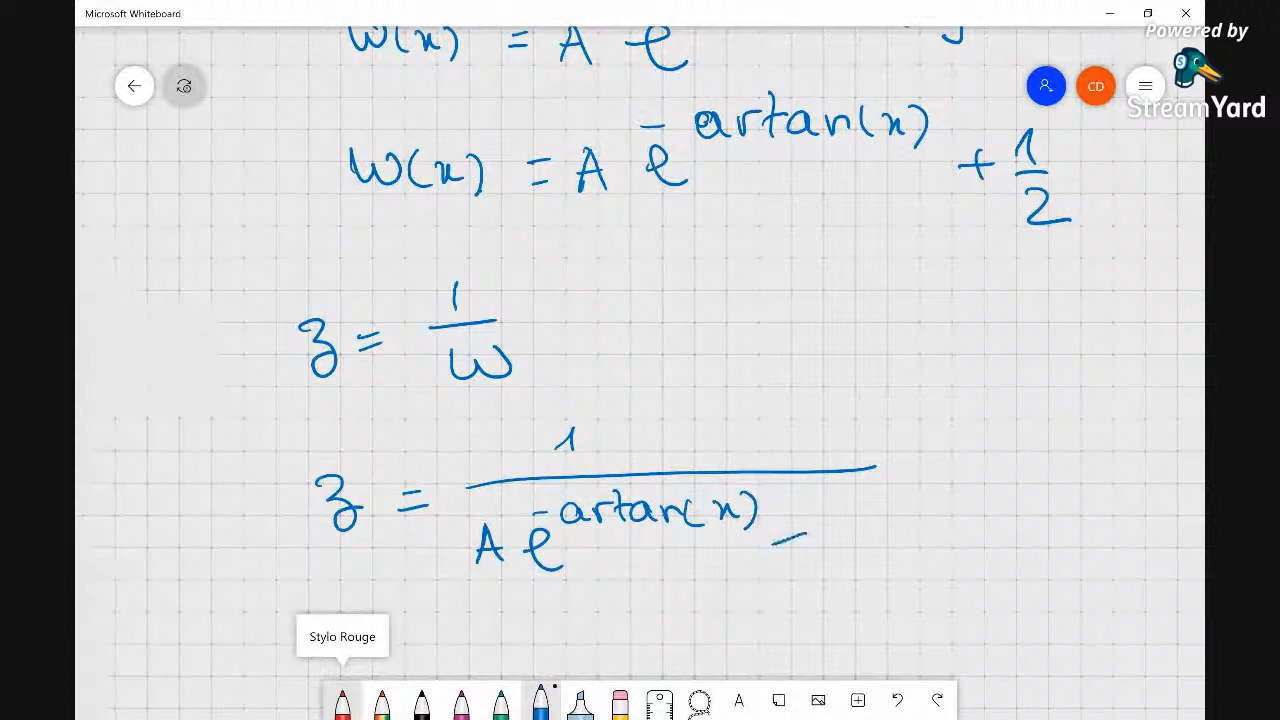 Microsoft Whiteboard
Powered by
StreamYard
CD
W(x) = A e
W(x) = A e^{-artan(x)} + 1/2
z = 1/W
z = 1/(A e^{-artan(x)} -
Stylo Rouge
A